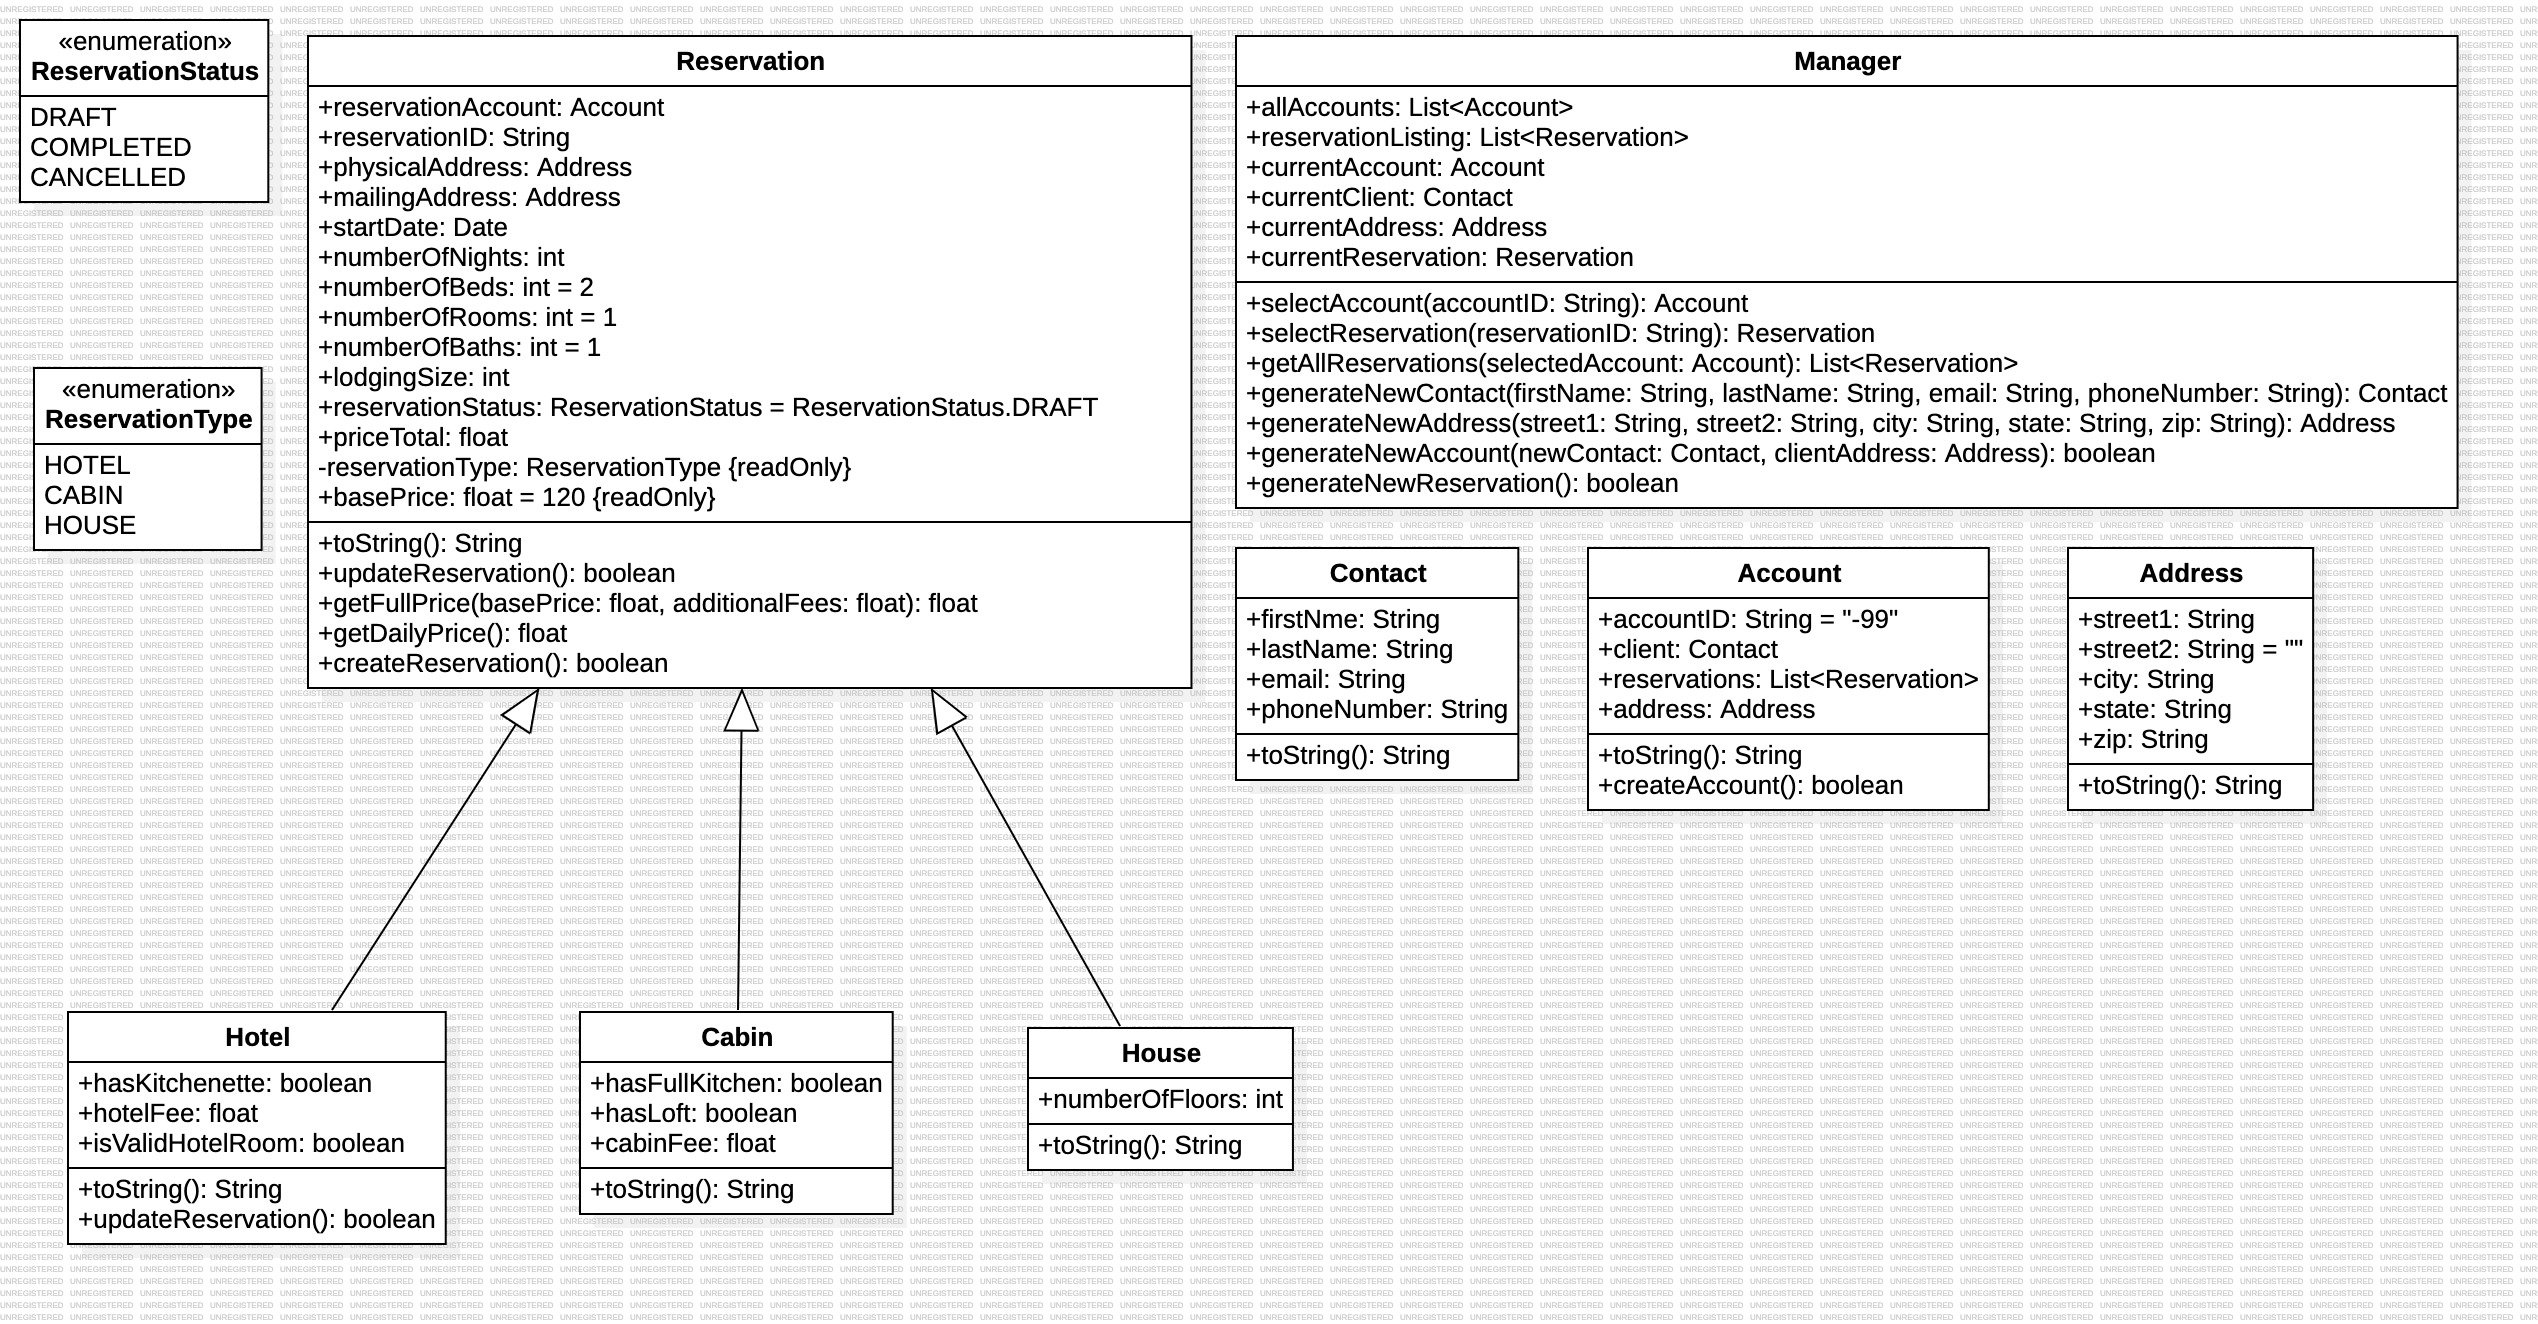 «enumeration»
ReservationStatus
DRAFT
COMPLETED
CANCELLED
«enumeration»
ReservationType
HOTEL
CABIN
HOUSE
Reservation
+reservationAccount: Account
+reservationID: String
+physicalAddress: Address
+mailingAddress: Address
+startDate: Date
+numberOfNights: int
+numberOfBeds: int = 2
+numberOfRooms: int = 1
+numberOfBaths: int = 1
+lodgingSize: int
+reservationStatus: ReservationStatus = ReservationStatus.DRAFT
+priceTotal: float
-reservationType: ReservationType {readOnly}
+basePrice: float = 120 {readOnly}
+toString(): String
+updateReservation(): boolean
+getFullPrice(basePrice: float, additionalFees: float): float
+getDailyPrice(): float
+createReservation(): boolean
Manager
+allAccounts: List<Account>
+reservationListing: List<Reservation>
+currentAccount: Account
+currentClient: Contact
+currentAddress: Address
+currentReservation: Reservation
+selectAccount(accountID: String): Account
+selectReservation(reservationID: String): Reservation
+getAllReservations(selectedAccount: Account): List<Reservation>
+generateNewContact(firstName: String, lastName: String, email: String, phoneNumber: String): Contact
+generateNewAddress(street1: String, street2: String, city: String, state: String, zip: String): Address
+generateNewAccount(newContact: Contact, clientAddress: Address): boolean
+generateNewReservation(): boolean
Contact
+firstNme: String
+lastName: String
+email: String
+phoneNumber: String
+toString(): String
Account
+accountID: String = "-99"
+client: Contact
+reservations: List<Reservation>
+address: Address
+toString(): String
+createAccount(): boolean
Address
+street1: String
+street2: String = ""
+city: String
+state: String
+zip: String
+toString(): String
Hotel
+hasKitchenette: boolean
+hotelFee: float
+isValidHotelRoom: boolean
+toString(): String
+updateReservation(): boolean
Cabin
+hasFullKitchen: boolean
+hasLoft: boolean
+cabinFee: float
+toString(): String
House
+numberOfFloors: int
+toString(): String
UNREGISTERED